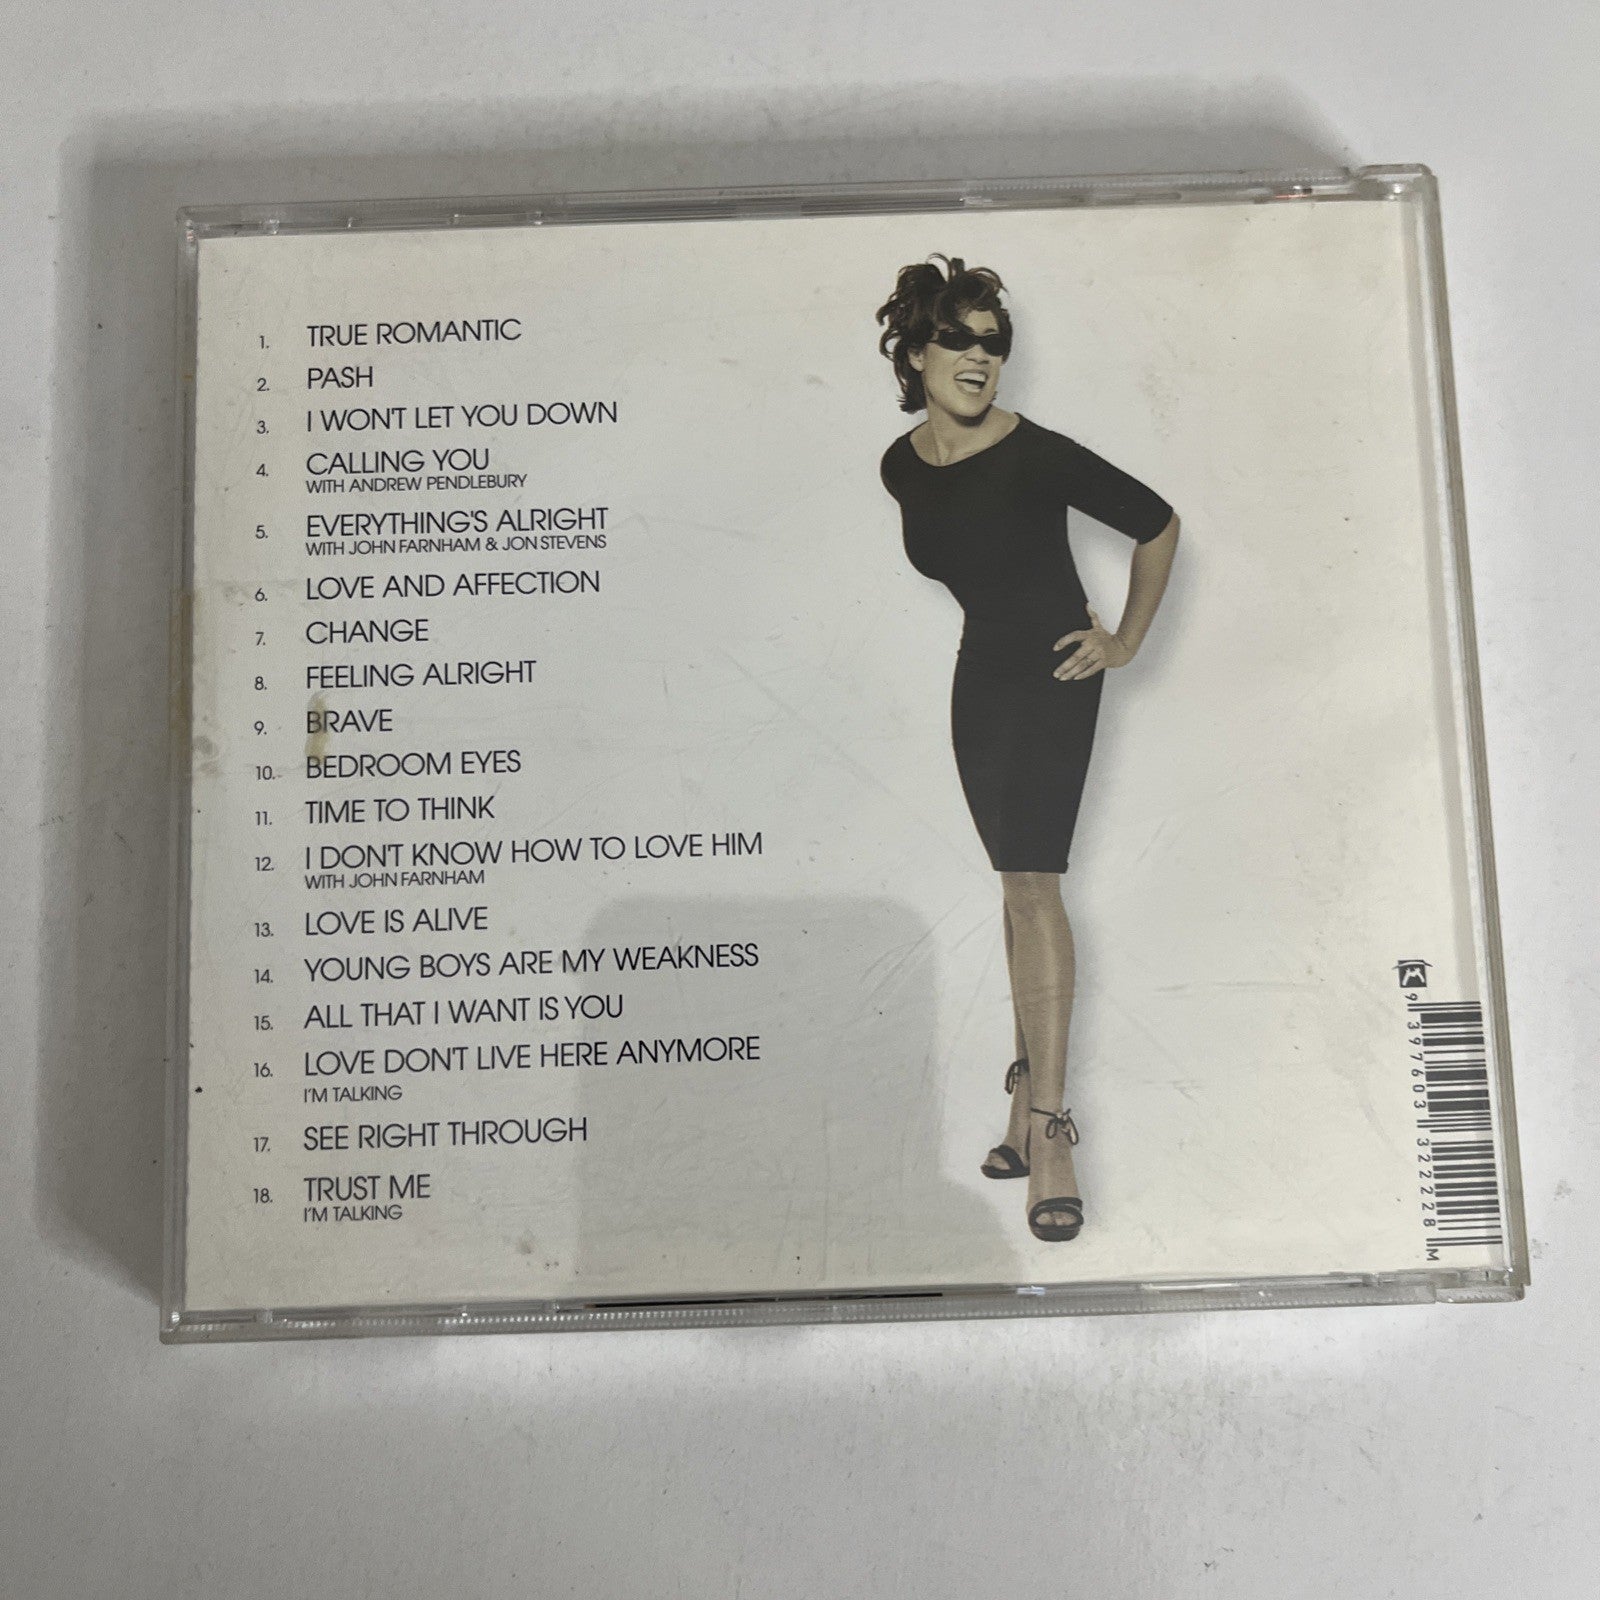 1. TRUE ROMANTIC
2. PASH
3. I WON'T LET YOU DOWN
4. CALLING YOU
WITH ANDREW PENDLEBURY
5. EVERYTHING'S ALRIGHT
WITH JOHN FARNHAM & JON STEVENS
6. LOVE AND AFFECTION
7. CHANGE
8. FEELING ALRIGHT
9. BRAVE
10. BEDROOM EYES
11. TIME TO THINK
12. I DON'T KNOW HOW TO LOVE HIM
WITH JOHN FARNHAM
13. LOVE IS ALIVE
14. YOUNG BOYS ARE MY WEAKNESS
15. ALL THAT I WANT IS YOU
16. LOVE DON'T LIVE HERE ANYMORE
I'M TALKING
17. SEE RIGHT THROUGH
18. TRUST ME
I'M TALKING
9 397603 322228 M